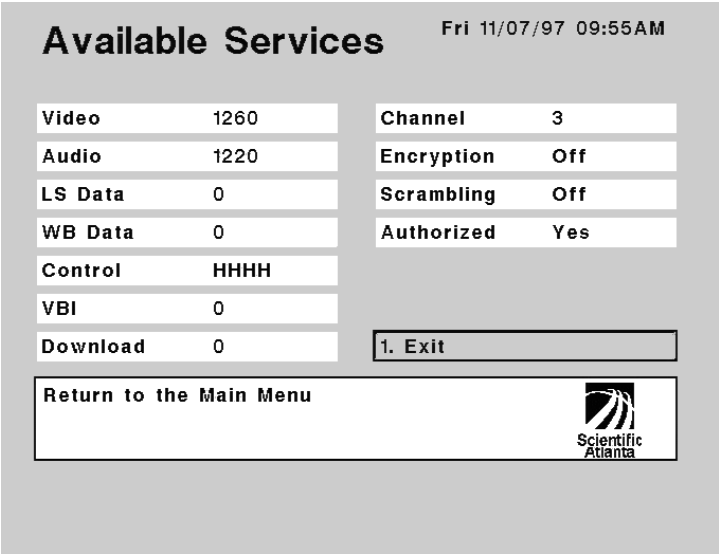 Available Services
Fri 11/07/97 09:55AM
Video 1260
Audio 1220
LS Data 0
WB Data 0
Control HHHH
VBI 0
Download 0
Channel 3
Encryption Off
Scrambling Off
Authorized Yes
1. Exit
Return to the Main Menu
Scientific
Atlanta